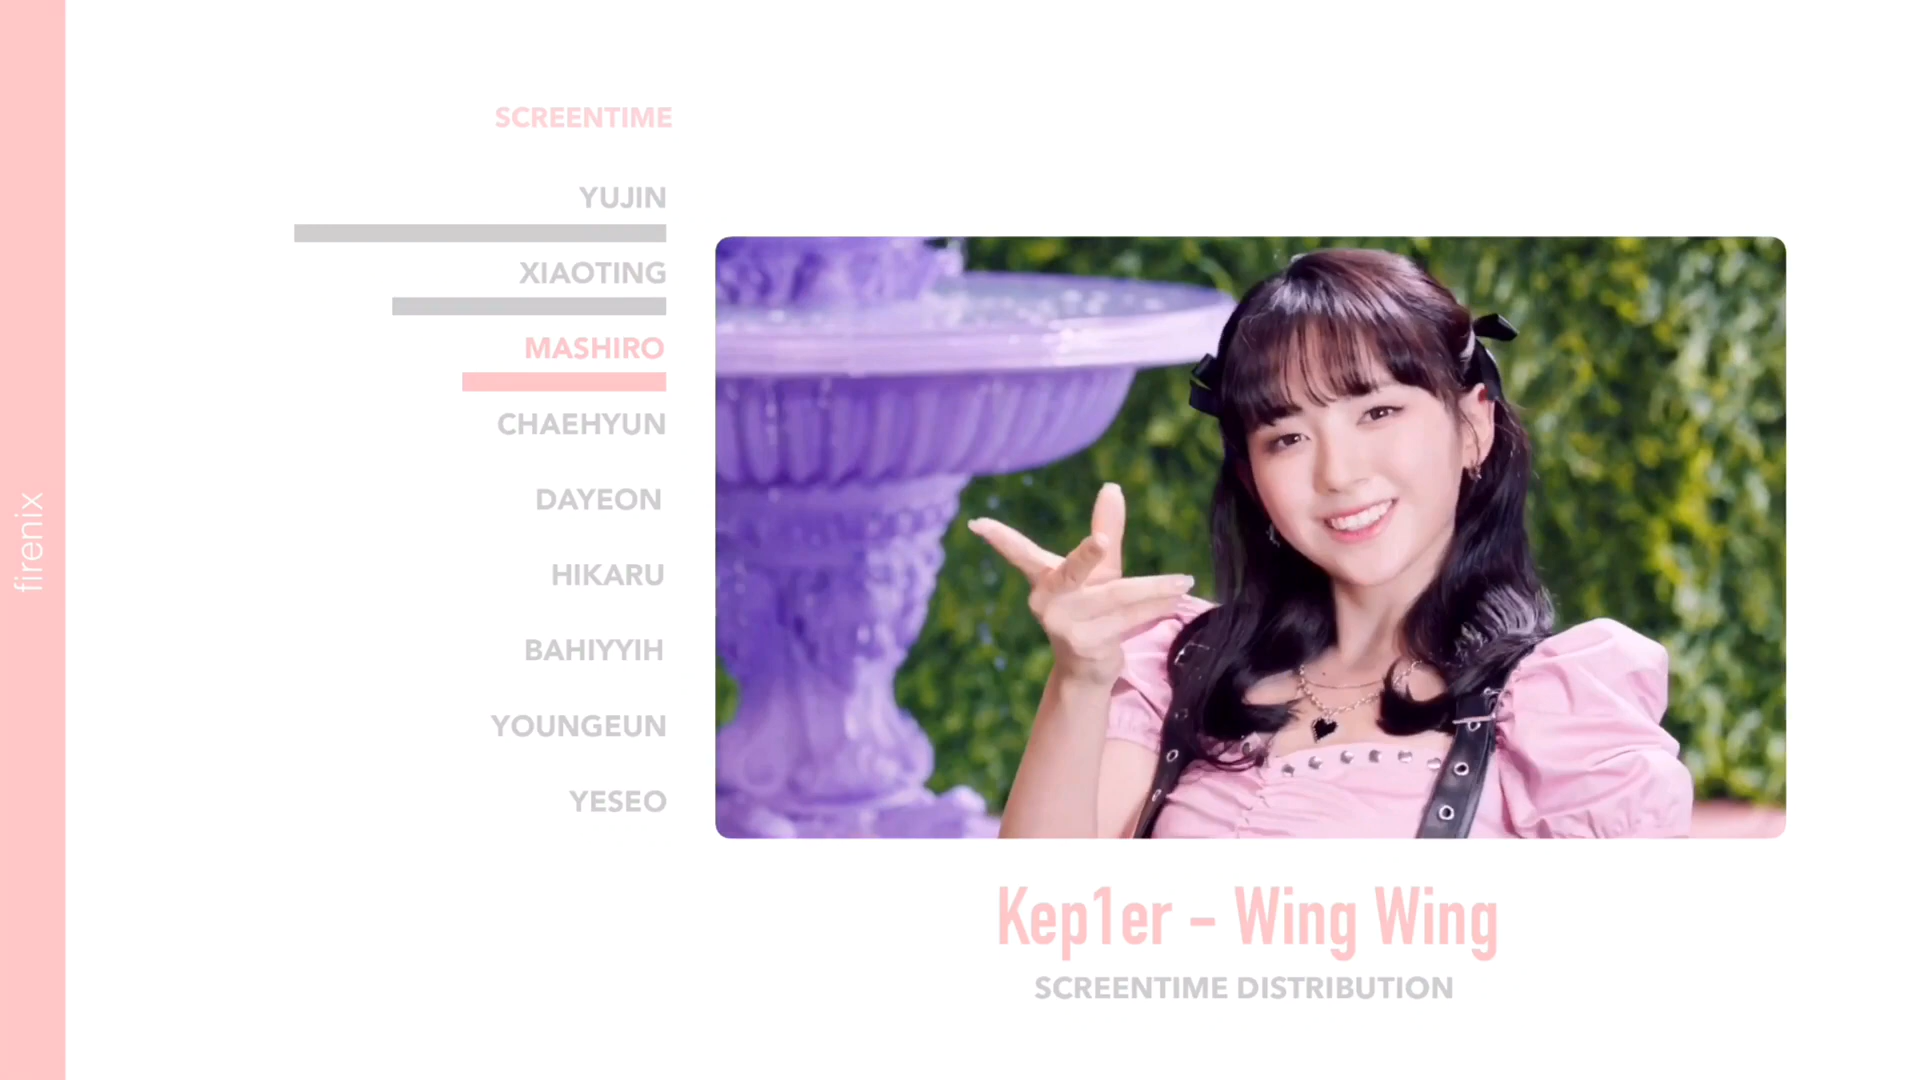 firenix
SCREENTIME
YUJIN
XIAOTING
MASHIRO
CHAEHYUN
DAYEON
HIKARU
BAHIYYIH
YOUNGEUN
YESEO
Kep1er - Wing Wing
SCREENTIME DISTRIBUTION